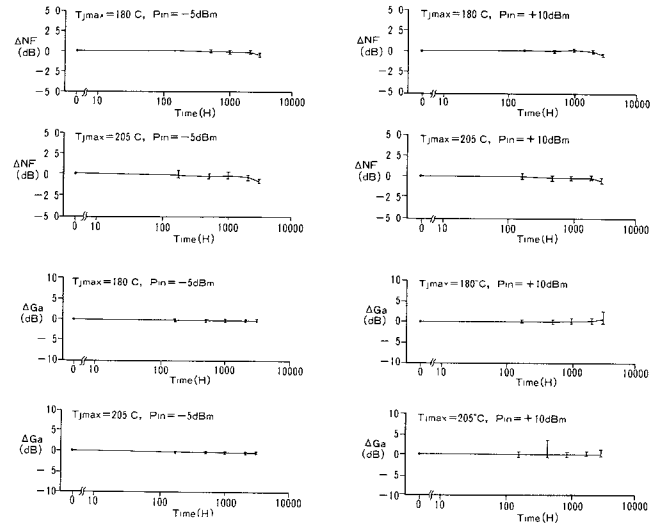 5 0
Tjmax=180 C, Pin=−5dBm
2 5
ΔNF
0
(dB)
−2 5
−5 0
0 10 100 1000 10000
Time(H)
5 0
Tjmax=180 C, Pin=+10dBm
2 5
ΔNF
0
(dB)
−2 5
−5 0
0 10 100 1000 10000
Time(H)
5 0
Tjmax=205 C, Pin=−5dBm
2 5
ΔNF
0
(dB)
−2 5
−5 0
0 10 100 1000 10000
Time(H)
5 0
Tjmax=205 C, Pin=+10dBm
2 5
ΔNF
0
(dB)
−2 5
−5 0
0 10 100 1000 10000
Time(H)
10
Tjmax=180 C, Pin=−5dBm
5
ΔGa
0
(dB)
−5
−10
0 10 100 1000 10000
Time(H)
10
Tjmax=180°C, Pin=+10dBm
5
ΔGa
0
(dB)
−
−10
0 10 100 1000 10000
Time(H)
10
Tjmax=205 C, Pin=−5dBm
5
ΔGa
0
(dB)
−5
−10
0 10 100 1000 10000
Time(H)
10
Tjmax=205°C, Pin=+10dBm
5
ΔGa
0
(dB)
−5
−10
0 10 100 1000 10000
Time(H)